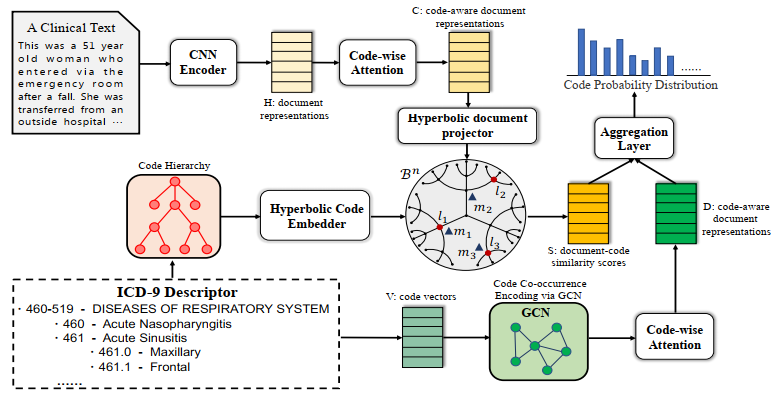 A Clinical Text
This was a 51 year
old woman who
entered via the
emergency room
after a fall. She was
transferred from an
outside hospital ···
CNN
Encoder
H: document
representations
Code-wise
Attention
C: code-aware document
representations
Hyperbolic document
projector
Code Probability Distribution
......
Aggregation
Layer
Code Hierarchy
Hyperbolic Code
Embedder
ℬⁿ
l₁
l₂
l₃
m₁
m₂
m₃
S: document-code
similarity scores
D: code-aware
document
representations
ICD-9 Descriptor
· 460-519 - DISEASES OF RESPIRATORY SYSTEM
· 460 - Acute Nasopharyngitis
· 461 - Acute Sinusitis
· 461.0 - Maxillary
· 461.1 - Frontal
......
V: code vectors
Code Co-occurrence
Encoding via GCN
GCN
Code-wise
Attention